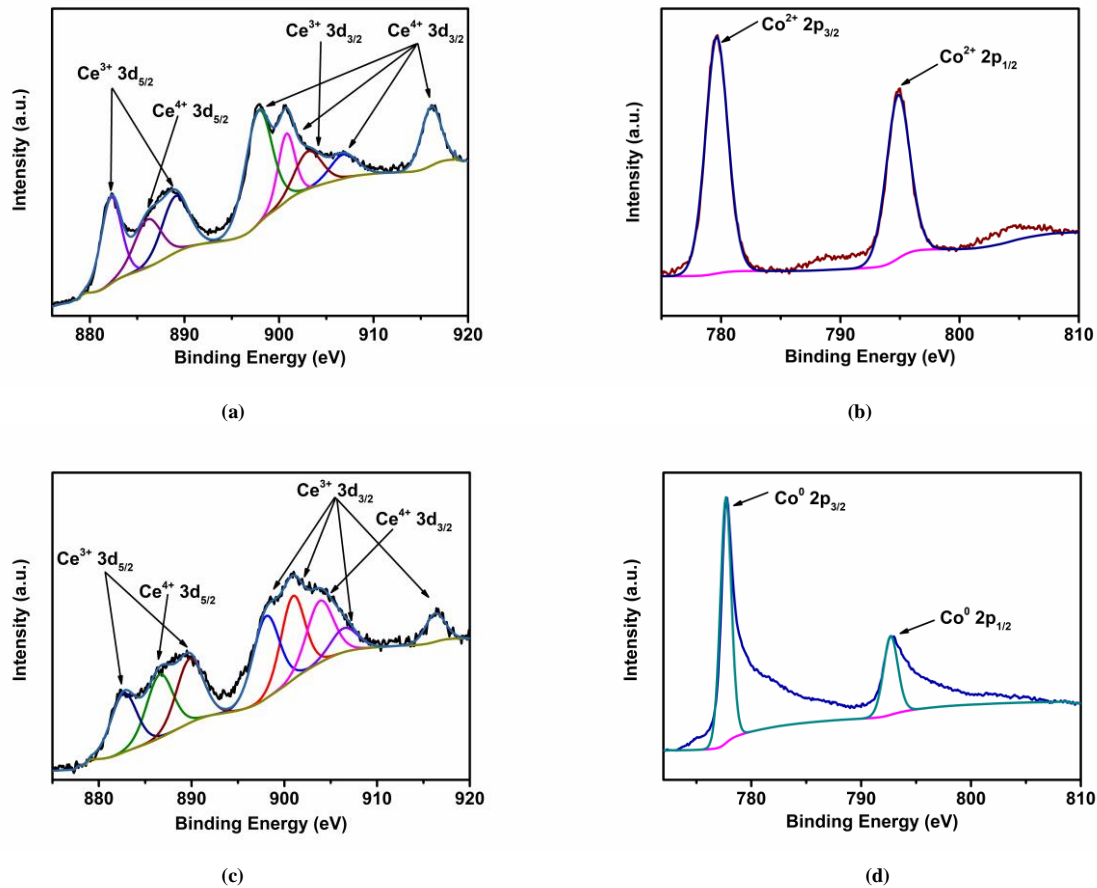 Ce³⁺ 3d₃/₂
Ce⁴⁺ 3d₃/₂
Ce³⁺ 3d₅/₂
Ce⁴⁺ 3d₅/₂
Intensity (a.u.)
880 890 900 910 920
Binding Energy (eV)
(a)
Co²⁺ 2p₃/₂
Co²⁺ 2p₁/₂
Intensity (a.u.)
780 790 800 810
Binding Energy (eV)
(b)
Ce³⁺ 3d₃/₂
Ce⁴⁺ 3d₃/₂
Ce³⁺ 3d₅/₂
Ce⁴⁺ 3d₅/₂
Intensity (a.u.)
880 890 900 910 920
Binding Energy (eV)
(c)
Co⁰ 2p₃/₂
Co⁰ 2p₁/₂
Intensity (a.u.)
780 790 800 810
Binding Energy (eV)
(d)